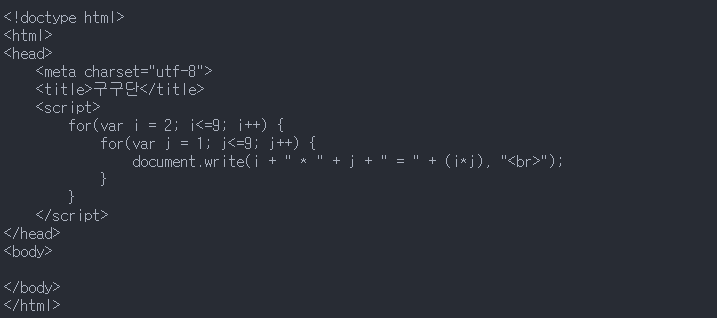 <!doctype html>
<html>
<head>
    <meta charset="utf-8">
    <title>구구단</title>
    <script>
        for(var i = 2; i<=9; i++) {
            for(var j = 1; j<=9; j++) {
                document.write(i + " * " + j + " = " + (i*j), "<br>");
            }
        }
    </script>
</head>
<body>

</body>
</html>